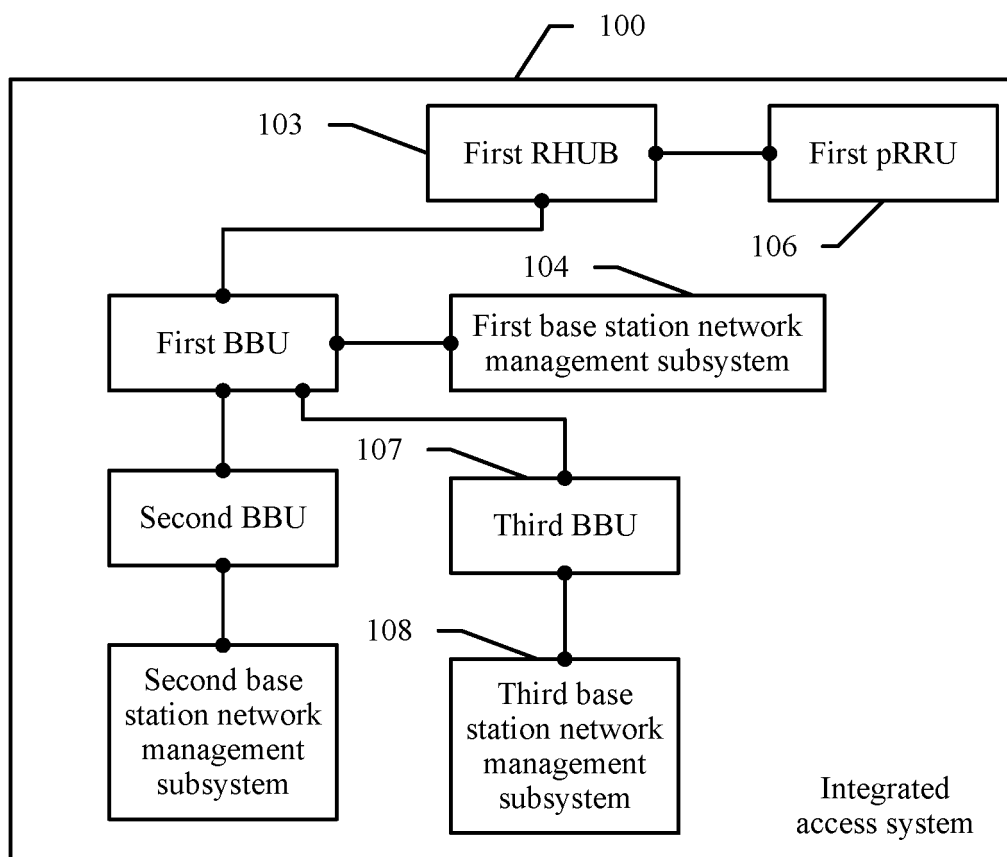 100
103
First RHUB
First pRRU
106
104
First BBU
First base station network
management subsystem
107
Second BBU
Third BBU
108
Second base
station network
management
subsystem
Third base
station network
management
subsystem
Integrated
access system